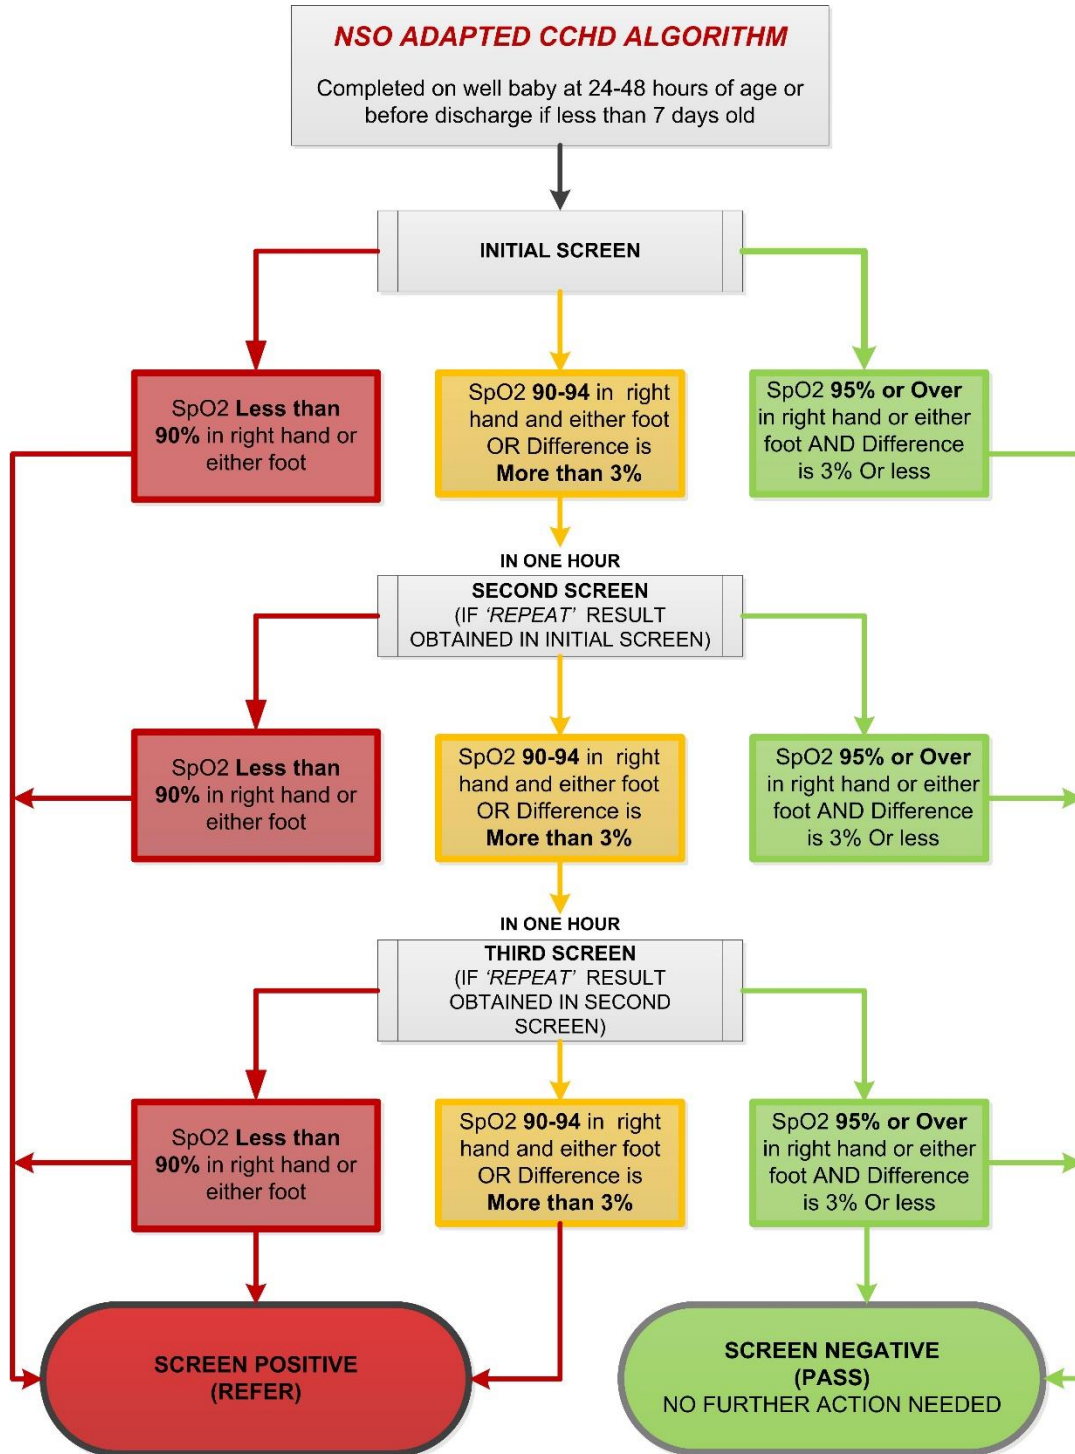 NSO ADAPTED CCHD ALGORITHM
Completed on well baby at 24-48 hours of age or
before discharge if less than 7 days old
INITIAL SCREEN
SpO2 Less than
90% in right hand or
either foot
SpO2 90-94 in right
hand and either foot
OR Difference is
More than 3%
SpO2 95% or Over
in right hand or either
foot AND Difference
is 3% Or less
IN ONE HOUR
SECOND SCREEN
(IF 'REPEAT' RESULT
OBTAINED IN INITIAL SCREEN)
SpO2 Less than
90% in right hand or
either foot
SpO2 90-94 in right
hand and either foot
OR Difference is
More than 3%
SpO2 95% or Over
in right hand or either
foot AND Difference
is 3% Or less
IN ONE HOUR
THIRD SCREEN
(IF 'REPEAT' RESULT
OBTAINED IN SECOND
SCREEN)
SpO2 Less than
90% in right hand or
either foot
SpO2 90-94 in right
hand and either foot
OR Difference is
More than 3%
SpO2 95% or Over
in right hand or either
foot AND Difference
is 3% Or less
SCREEN POSITIVE
(REFER)
SCREEN NEGATIVE
(PASS)
NO FURTHER ACTION NEEDED